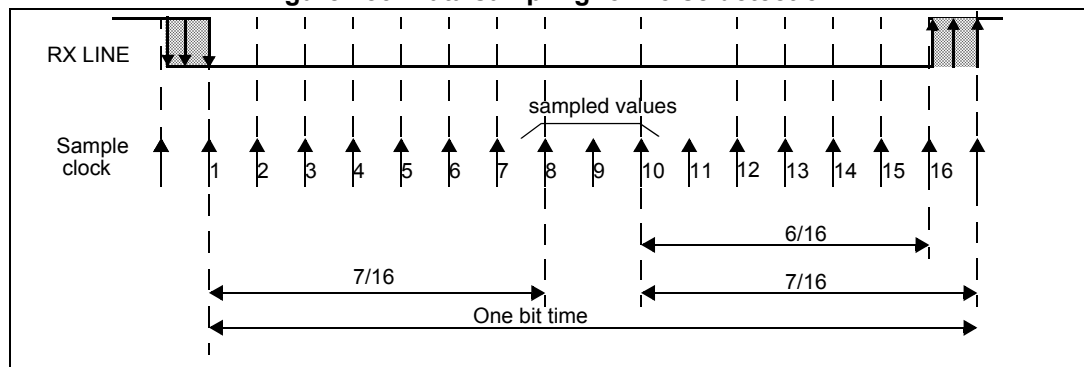 RX LINE
sampled values
Sample
clock
1 2 3 4 5 6 7 8 9 10 11 12 13 14 15 16
6/16
7/16
7/16
One bit time